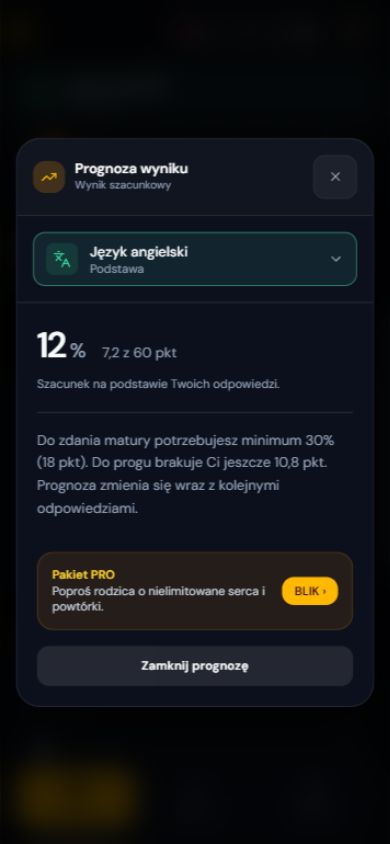 Prognoza wyniku
Wynik szacunkowy
Język angielski
Podstawa
12% 7,2 z 60 pkt
Szacunek na podstawie Twoich odpowiedzi.
Do zdania matury potrzebujesz minimum 30%
(18 pkt). Do progu brakuje Ci jeszcze 10,8 pkt.
Prognoza zmienia się wraz z kolejnymi
odpowiedziami.
Pakiet PRO
Poproś rodzica o nielimitowane serca i
powtórki.
BLIK ›
Zamknij prognozę